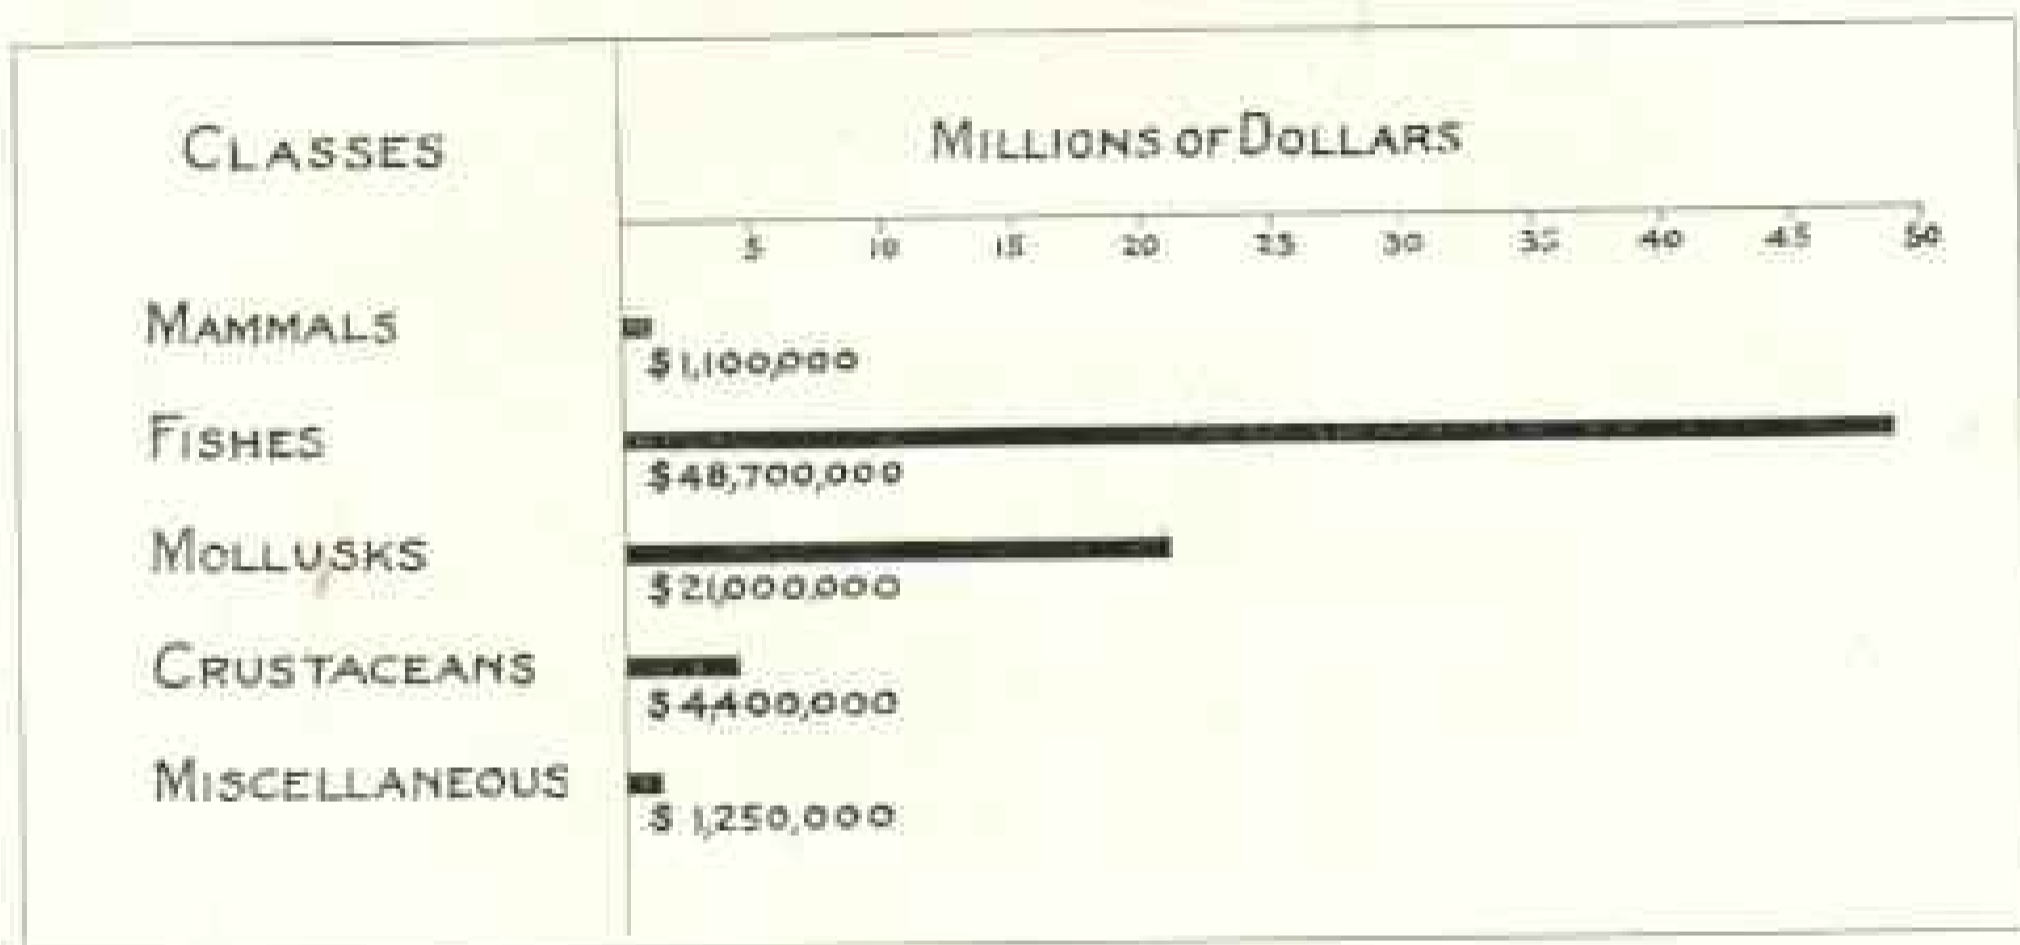 CLASSES
MILLIONS OF DOLLARS
5 10 15 20 25 30 35 40 45 50
MAMMALS
$1,100,000
FISHES
$48,700,000
MOLLUSKS
$21,000,000
CRUSTACEANS
$4,400,000
MISCELLANEOUS
$1,250,000